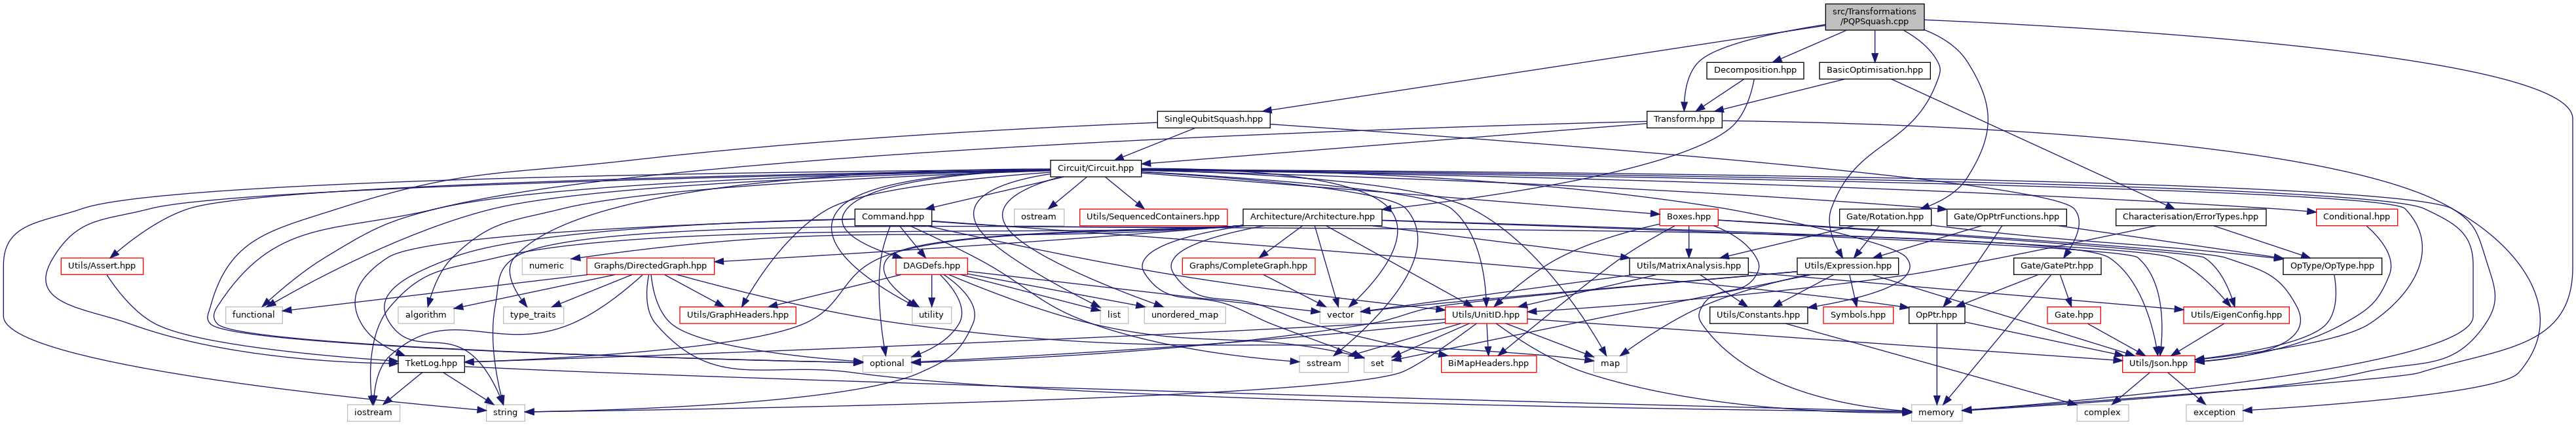 src/Transformations
/PQPSquash.cpp
Decomposition.hpp
BasicOptimisation.hpp
SingleQubitSquash.hpp
Transform.hpp
Circuit/Circuit.hpp
Command.hpp
ostream
Utils/SequencedContainers.hpp
Architecture/Architecture.hpp
Boxes.hpp
Gate/Rotation.hpp
Gate/OpPtrFunctions.hpp
Characterisation/ErrorTypes.hpp
Conditional.hpp
Utils/Assert.hpp
numeric
Graphs/DirectedGraph.hpp
DAGDefs.hpp
Graphs/CompleteGraph.hpp
Utils/MatrixAnalysis.hpp
Utils/Expression.hpp
Gate/GatePtr.hpp
OpType/OpType.hpp
functional
algorithm
type_traits
Utils/GraphHeaders.hpp
utility
list
unordered_map
vector
Utils/UnitID.hpp
Utils/Constants.hpp
Symbols.hpp
OpPtr.hpp
Gate.hpp
Utils/EigenConfig.hpp
TketLog.hpp
optional
sstream
set
BiMapHeaders.hpp
map
Utils/Json.hpp
iostream
string
memory
complex
exception